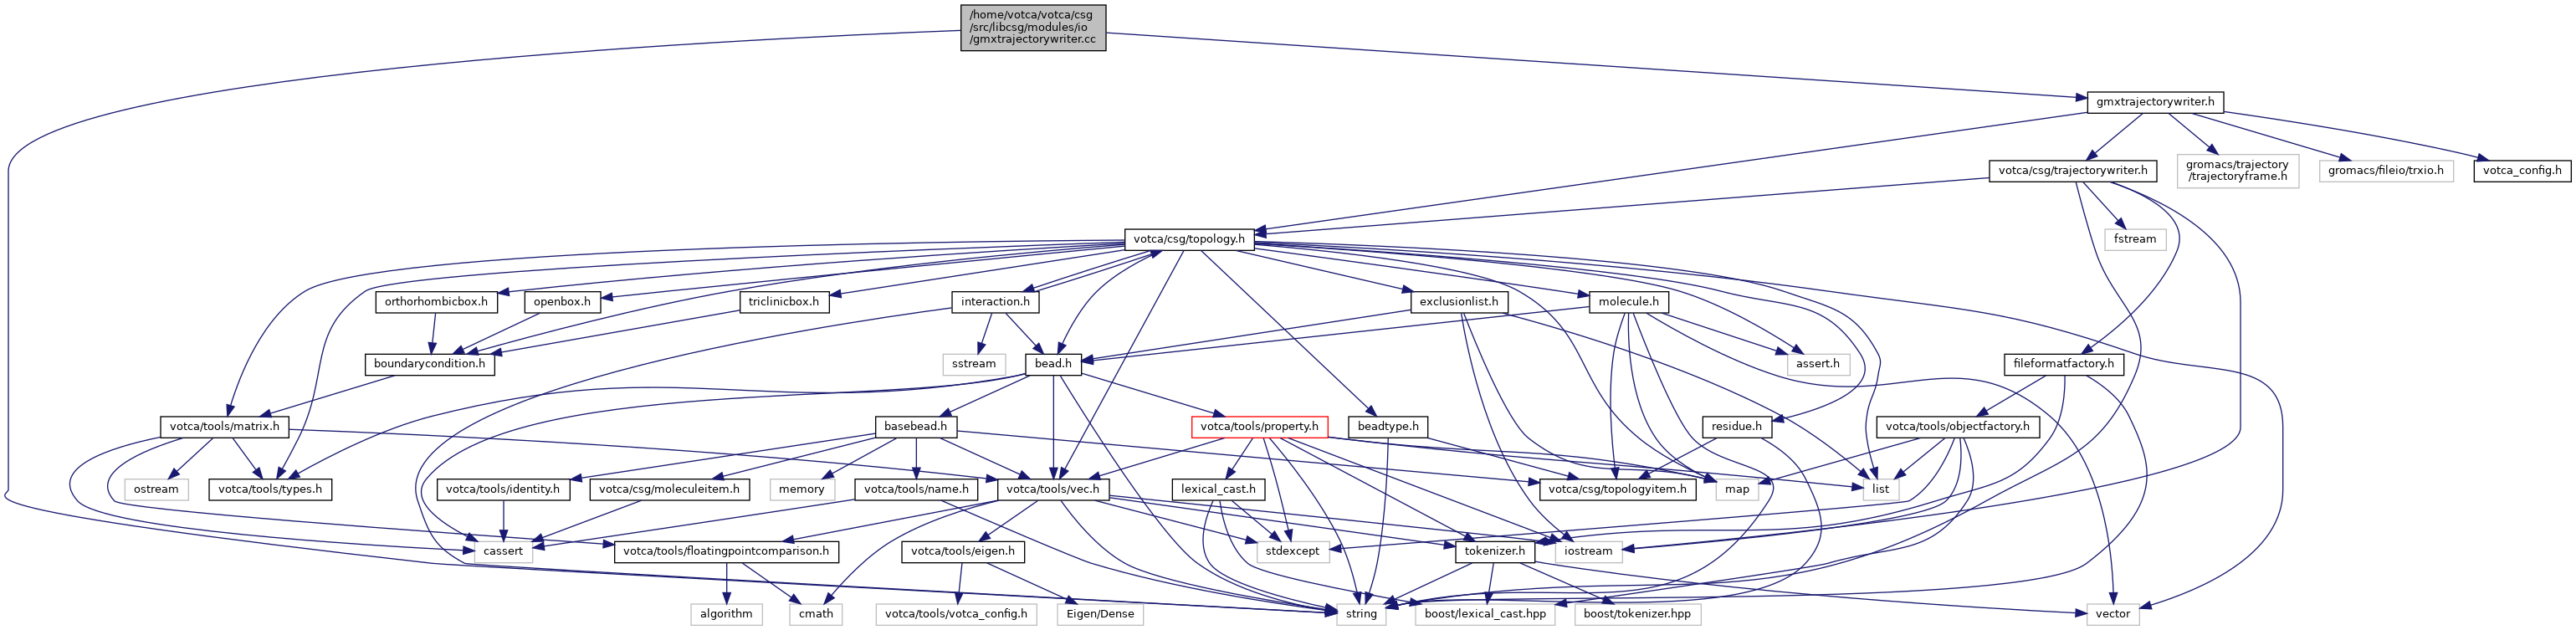 /home/votca/votca/csg
/src/libcsg/modules/io
/gmxtrajectorywriter.cc
gmxtrajectorywriter.h
votca/csg/trajectorywriter.h
gromacs/trajectory
/trajectoryframe.h
gromacs/fileio/trxio.h
votca_config.h
votca/csg/topology.h
fstream
orthorhombicbox.h
openbox.h
triclinicbox.h
interaction.h
exclusionlist.h
molecule.h
boundarycondition.h
sstream
bead.h
assert.h
fileformatfactory.h
votca/tools/matrix.h
basebead.h
votca/tools/property.h
beadtype.h
residue.h
votca/tools/objectfactory.h
ostream
votca/tools/types.h
votca/tools/identity.h
votca/csg/moleculeitem.h
memory
votca/tools/name.h
votca/tools/vec.h
lexical_cast.h
votca/csg/topologyitem.h
map
list
cassert
votca/tools/floatingpointcomparison.h
votca/tools/eigen.h
stdexcept
tokenizer.h
iostream
algorithm
cmath
votca/tools/votca_config.h
Eigen/Dense
string
boost/lexical_cast.hpp
boost/tokenizer.hpp
vector